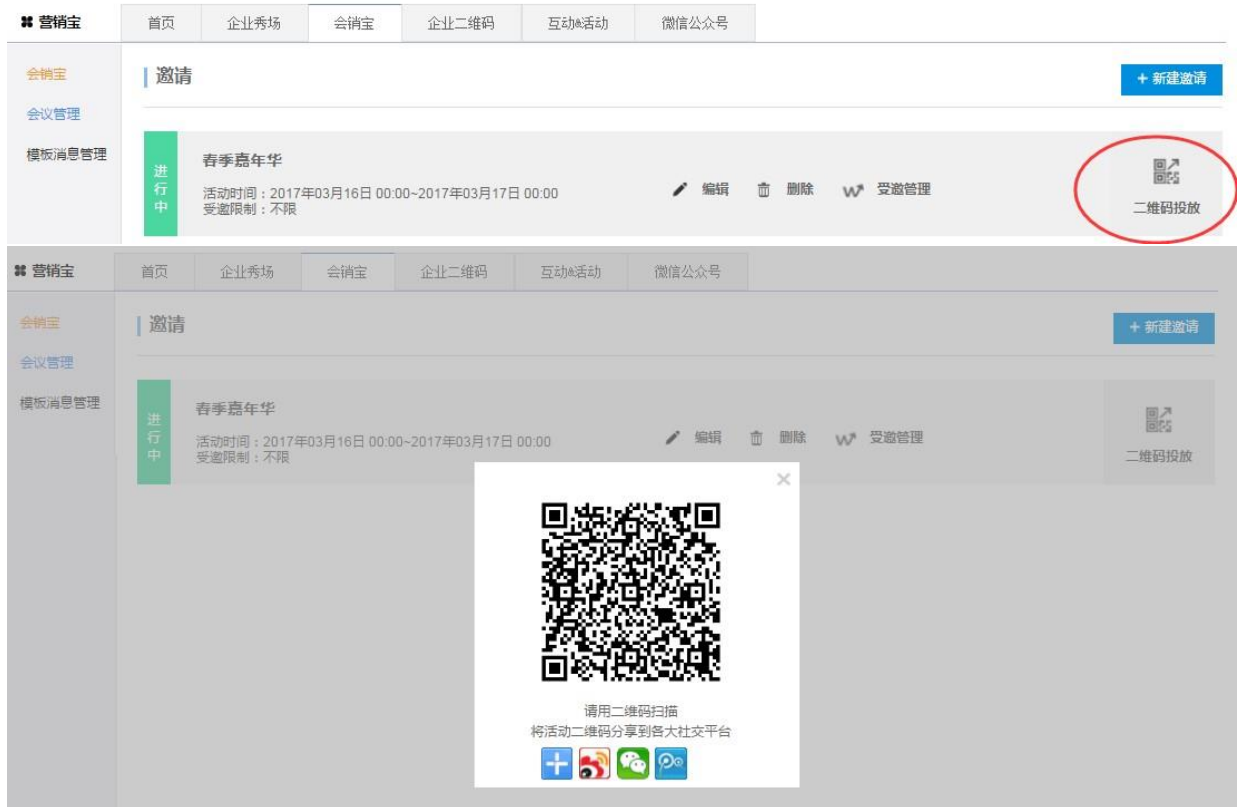 营销宝 首页 企业秀场 会销宝 企业二维码 互动&活动 微信公众号
会销宝
会议管理
模板消息管理
邀请
+ 新建邀请
进行中
春季嘉年华
活动时间：2017年03月16日 00:00~2017年03月17日 00:00
受邀限制：不限
编辑 删除 受邀管理
二维码投放
营销宝 首页 企业秀场 会销宝 企业二维码 互动&活动 微信公众号
会销宝
会议管理
模板消息管理
邀请
+ 新建邀请
进行中
春季嘉年华
活动时间：2017年03月16日 00:00~2017年03月17日 00:00
受邀限制：不限
编辑 删除 受邀管理
二维码投放
请用二维码扫描
将活动二维码分享到各大社交平台